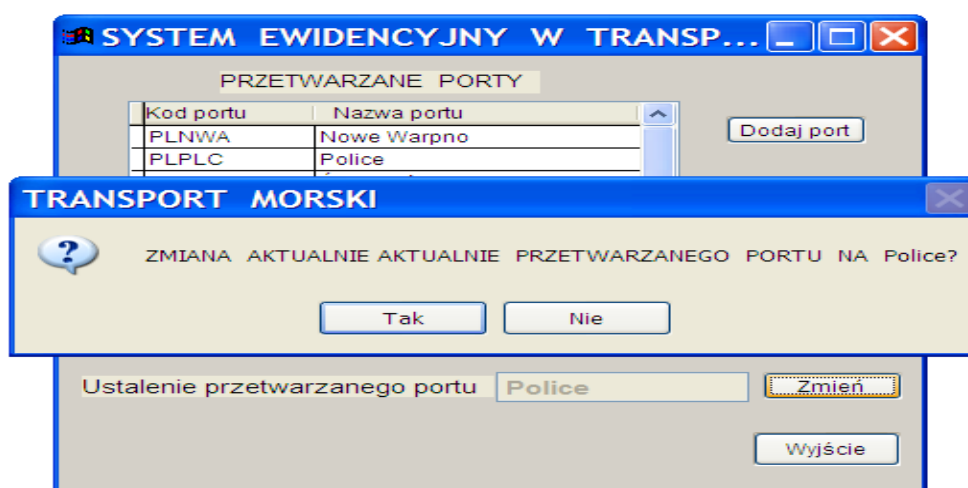 SYSTEM EWIDENCYJNY W TRANSP...
PRZETWARZANE PORTY
Kod portu Nazwa portu
Dodaj port
PLNWA Nowe Warpno
PLPLC Police
TRANSPORT MORSKI
ZMIANA AKTUALNIE AKTUALNIE PRZETWARZANEGO PORTU NA Police?
Tak Nie
Ustalenie przetwarzanego portu Police Zmień
Wyjście